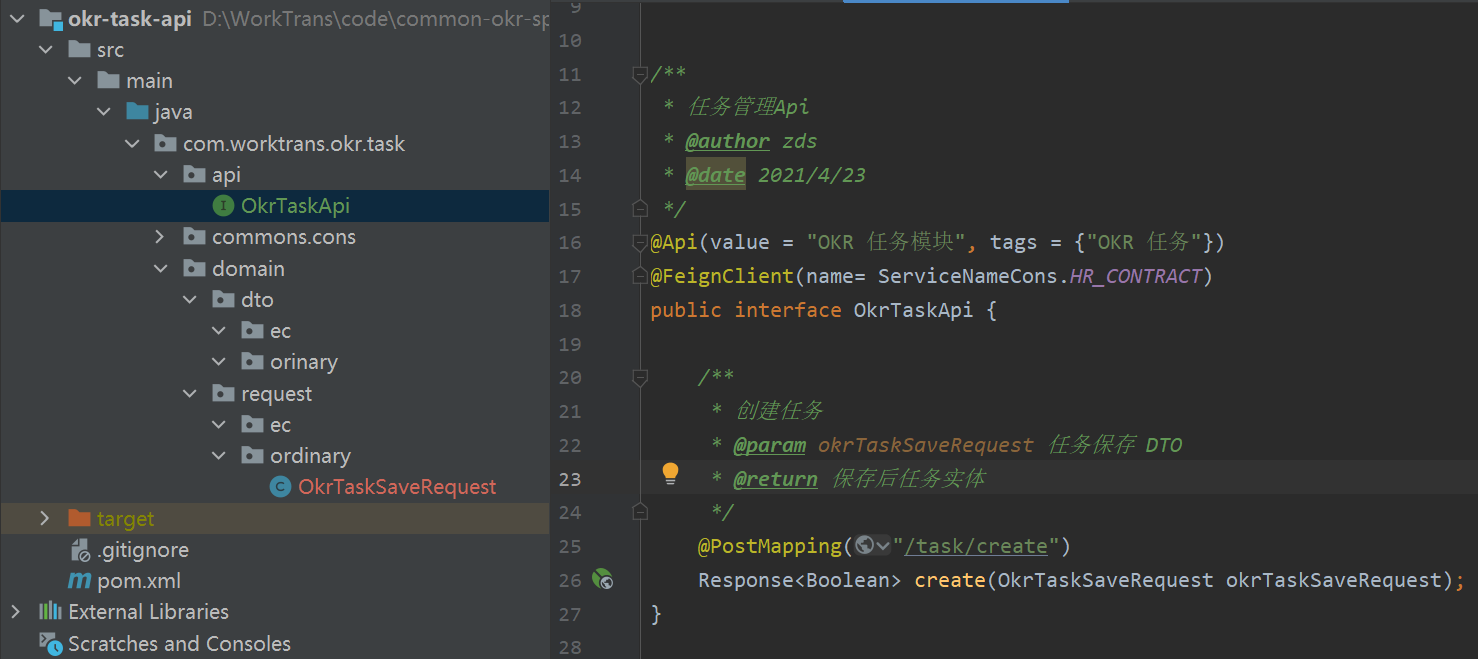 okr-task-api D:\WorkTrans\code\common-okr-sp
src
main
java
com.worktrans.okr.task
api
OkrTaskApi
commons.cons
domain
dto
ec
orinary
request
ec
ordinary
OkrTaskSaveRequest
target
.gitignore
pom.xml
External Libraries
Scratches and Consoles
9
10
11 /**
12 * 任务管理Api
13 * @author zds
14 * @date 2021/4/23
15 */
16 @Api(value = "OKR 任务模块", tags = {"OKR 任务"})
17 @FeignClient(name= ServiceNameCons.HR_CONTRACT)
18 public interface OkrTaskApi {
19
20 /**
21 * 创建任务
22 * @param okrTaskSaveRequest 任务保存 DTO
23 * @return 保存后任务实体
24 */
25 @PostMapping("/task/create")
26 Response<Boolean> create(OkrTaskSaveRequest okrTaskSaveRequest);
27 }
28